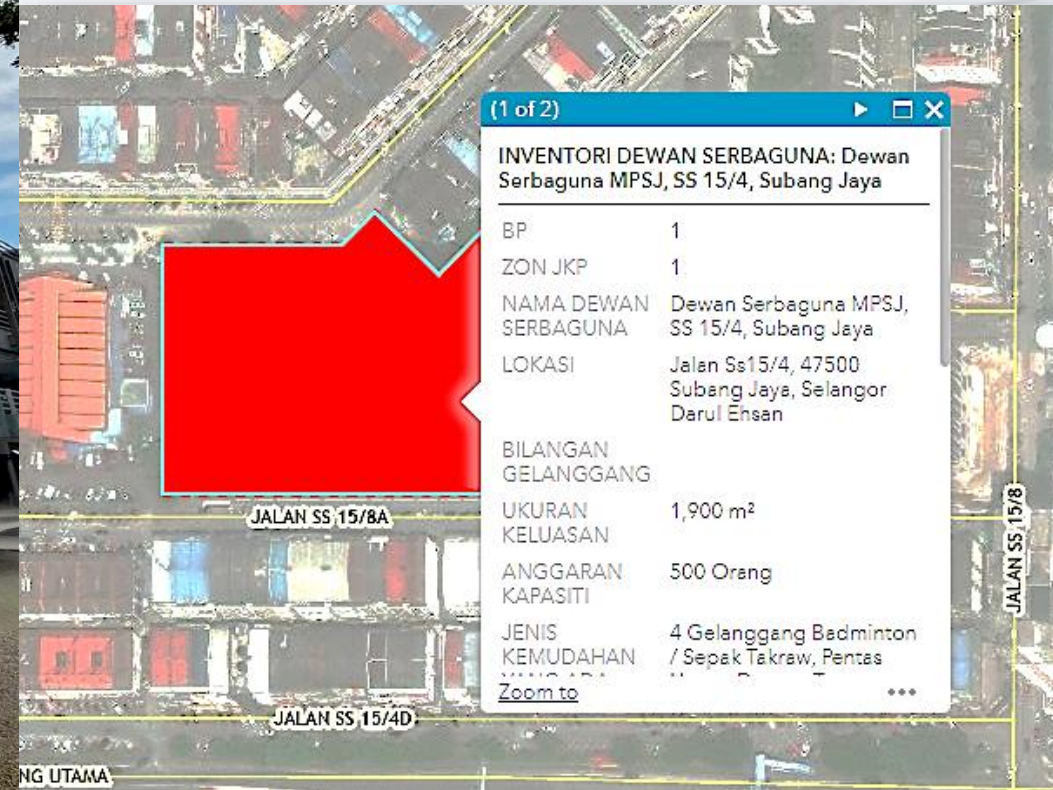 (1 of 2)
INVENTORI DEWAN SERBAGUNA: Dewan
Serbaguna MPSJ, SS 15/4, Subang Jaya
BP 1
ZON JKP 1
NAMA DEWAN Dewan Serbaguna MPSJ,
SERBAGUNA SS 15/4, Subang Jaya
LOKASI Jalan Ss15/4, 47500
Subang Jaya, Selangor
Darul Ehsan
BILANGAN
GELANGGANG
UKURAN 1,900 m²
KELUASAN
ANGGARAN 500 Orang
KAPASITI
JENIS 4 Gelanggang Badminton
KEMUDAHAN / Sepak Takraw, Pentas
Zoom to
JALAN SS 15/8A
JALAN SS 15/8
JALAN SS 15/4D
NG UTAMA